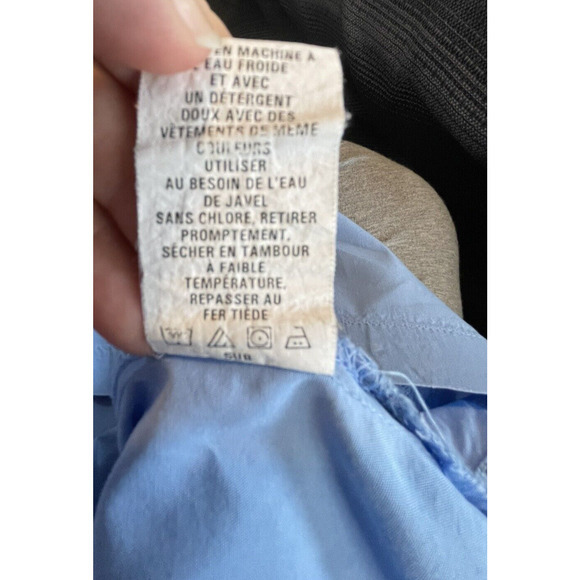 EN MACHINE À
L'EAU FROIDE
ET AVEC
UN DÉTERGENT
DOUX AVEC DES
VÊTEMENTS DE MÊME
COULEURS
UTILISER
AU BESOIN DE L'EAU
DE JAVEL
SANS CHLORE, RETIRER
PROMPTEMENT,
SÉCHER EN TAMBOUR
À FAIBLE
TEMPÉRATURE,
REPASSER AU
FER TIÈDE